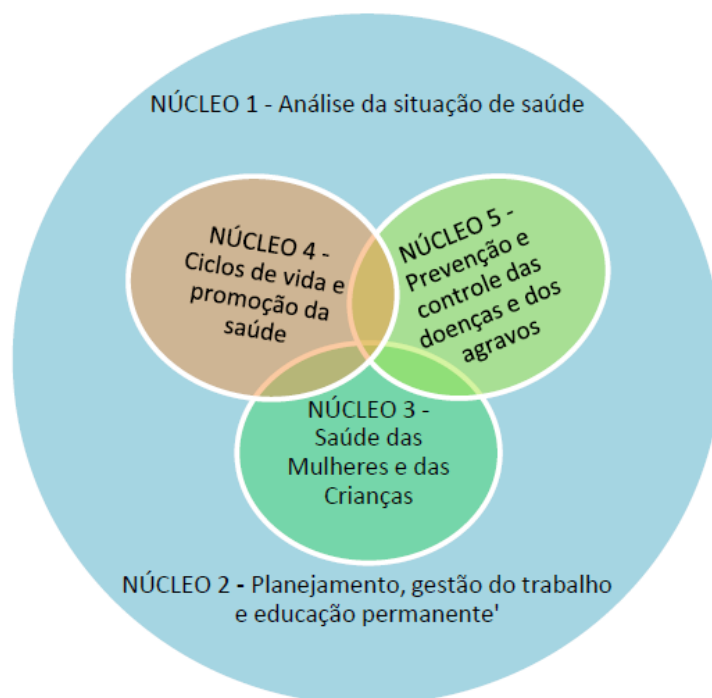 NÚCLEO 1 - Análise da situação de saúde
NÚCLEO 4 -
Ciclos de vida e
promoção da
saúde
NÚCLEO 5 -
Prevenção e
controle das
doenças e dos
agravos
NÚCLEO 3 -
Saúde das
Mulheres e das
Crianças
NÚCLEO 2 - Planejamento, gestão do trabalho
e educação permanente'